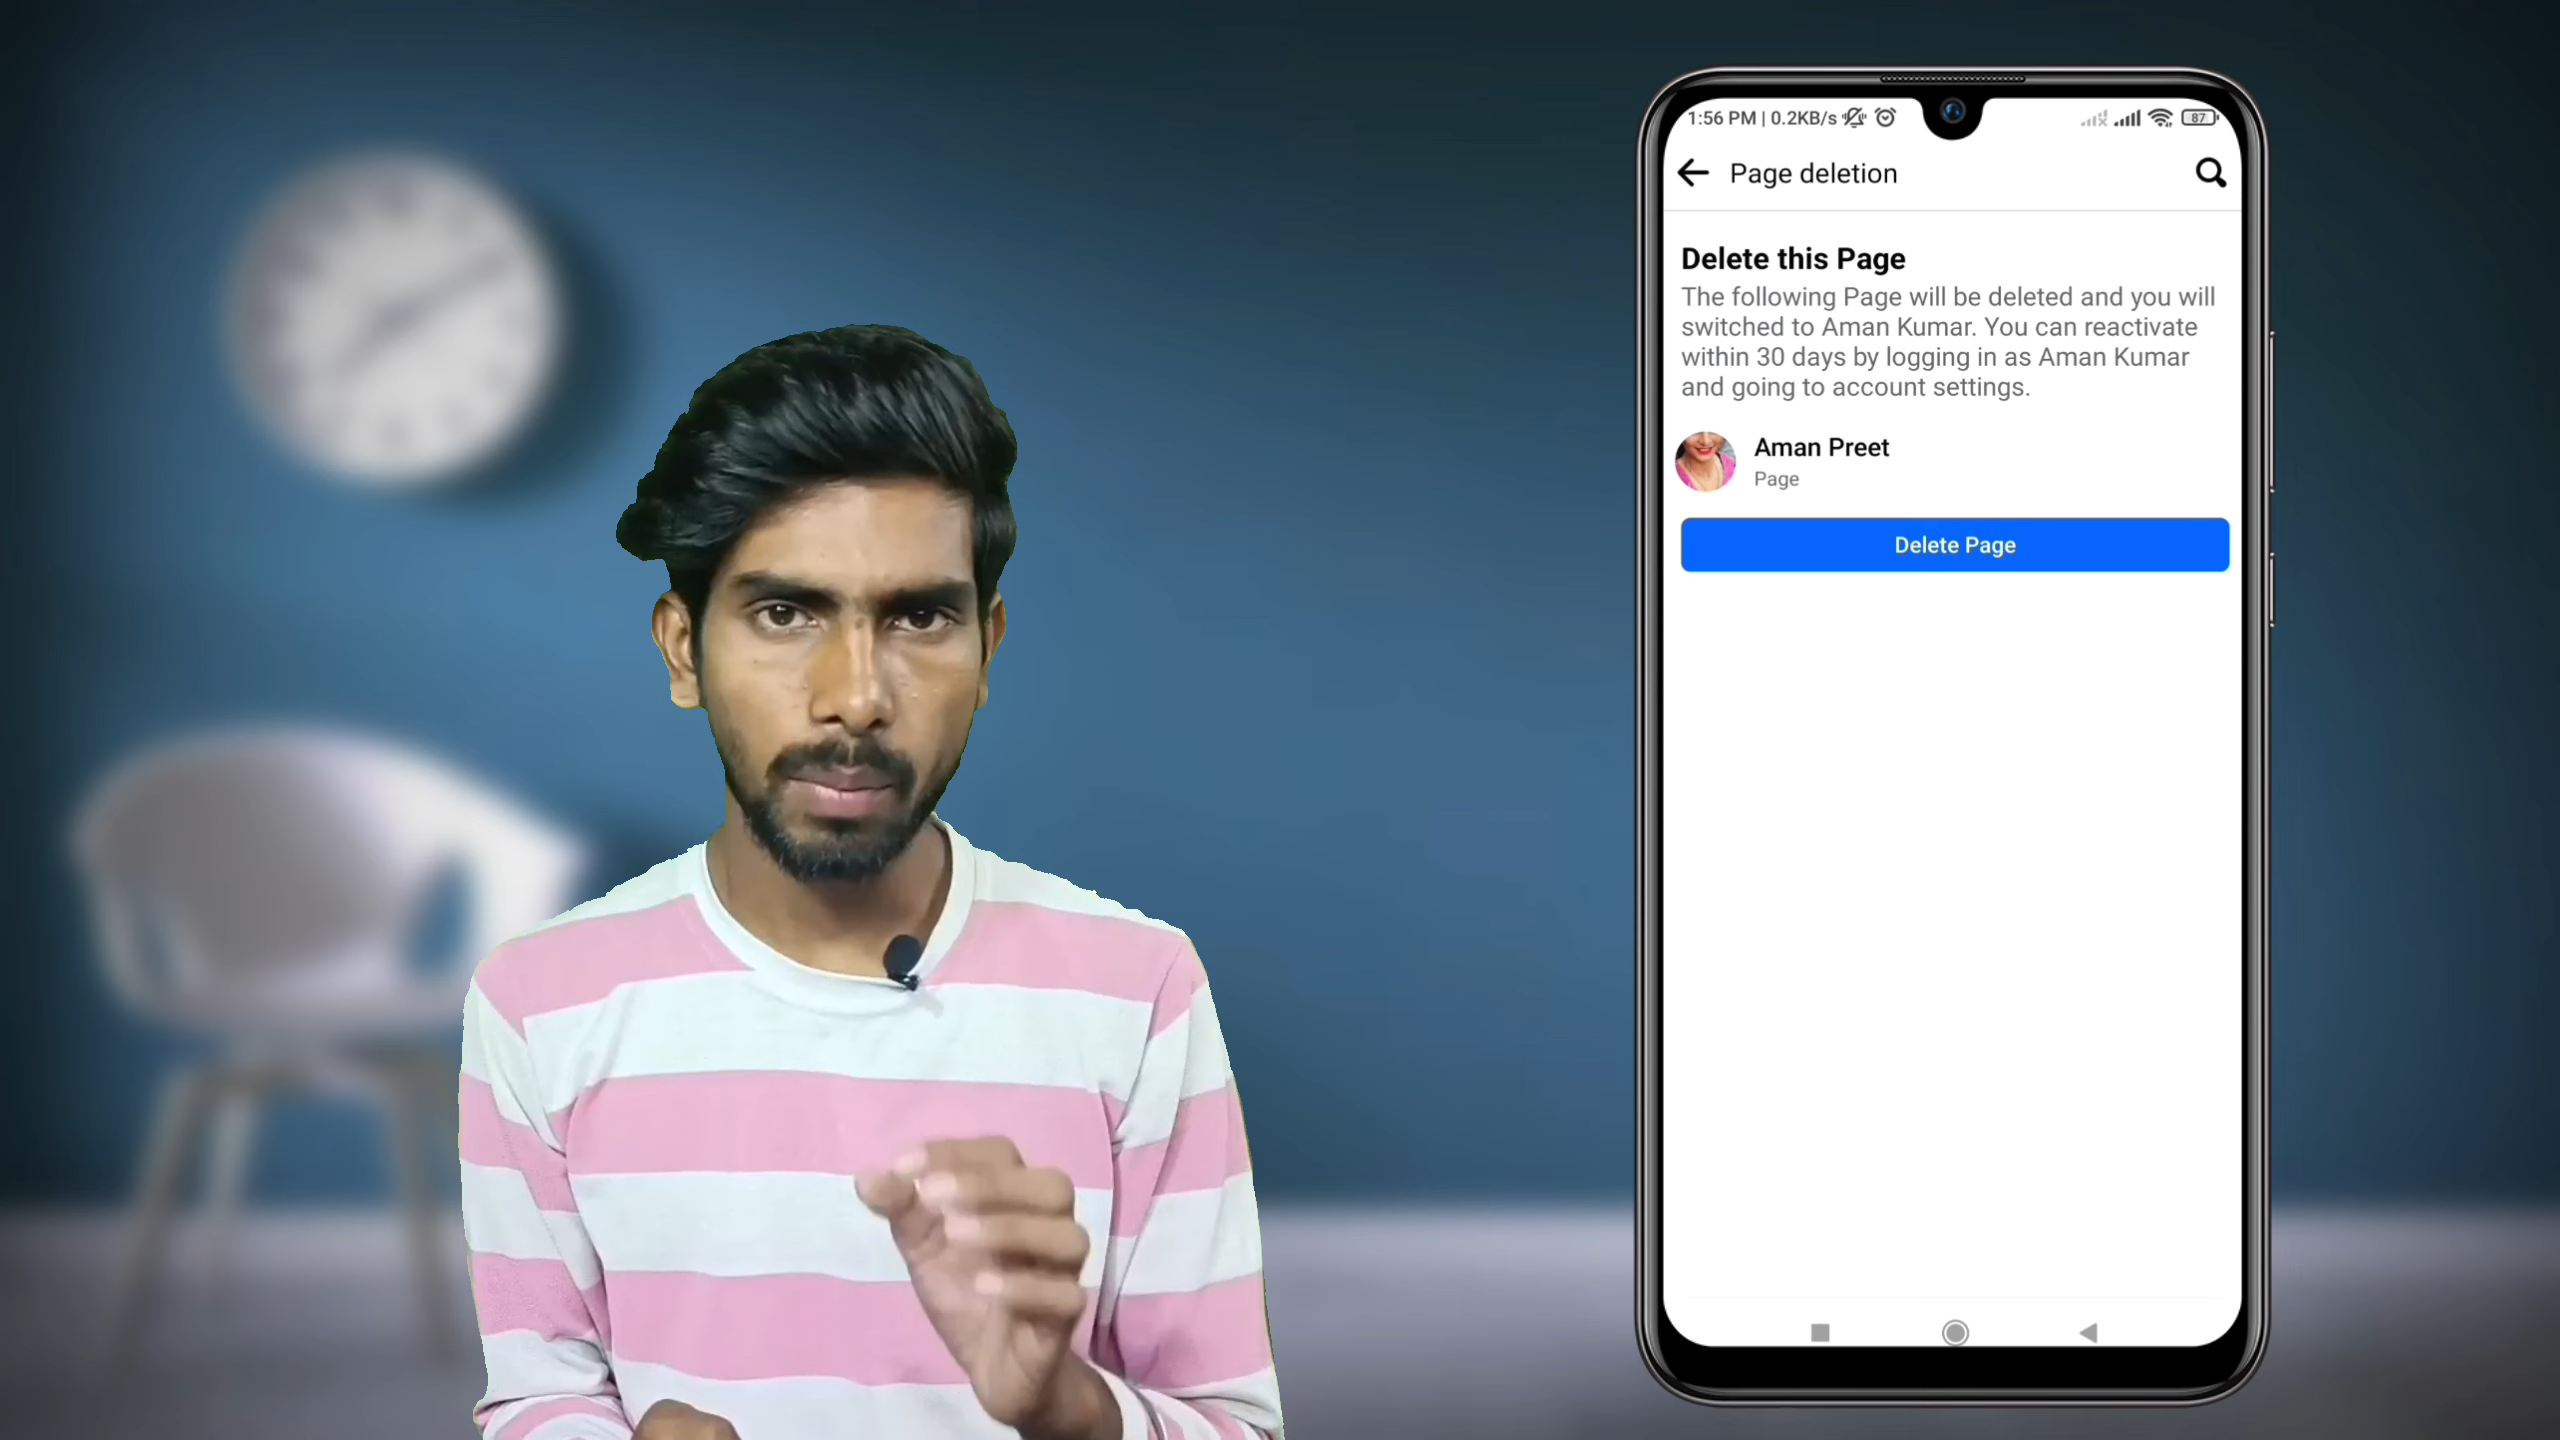 1:56 PM | 0.2KB/s
87
Page deletion
Delete this Page
The following Page will be deleted and you will
switched to Aman Kumar. You can reactivate
within 30 days by logging in as Aman Kumar
and going to account settings.
Aman Preet
Page
Delete Page